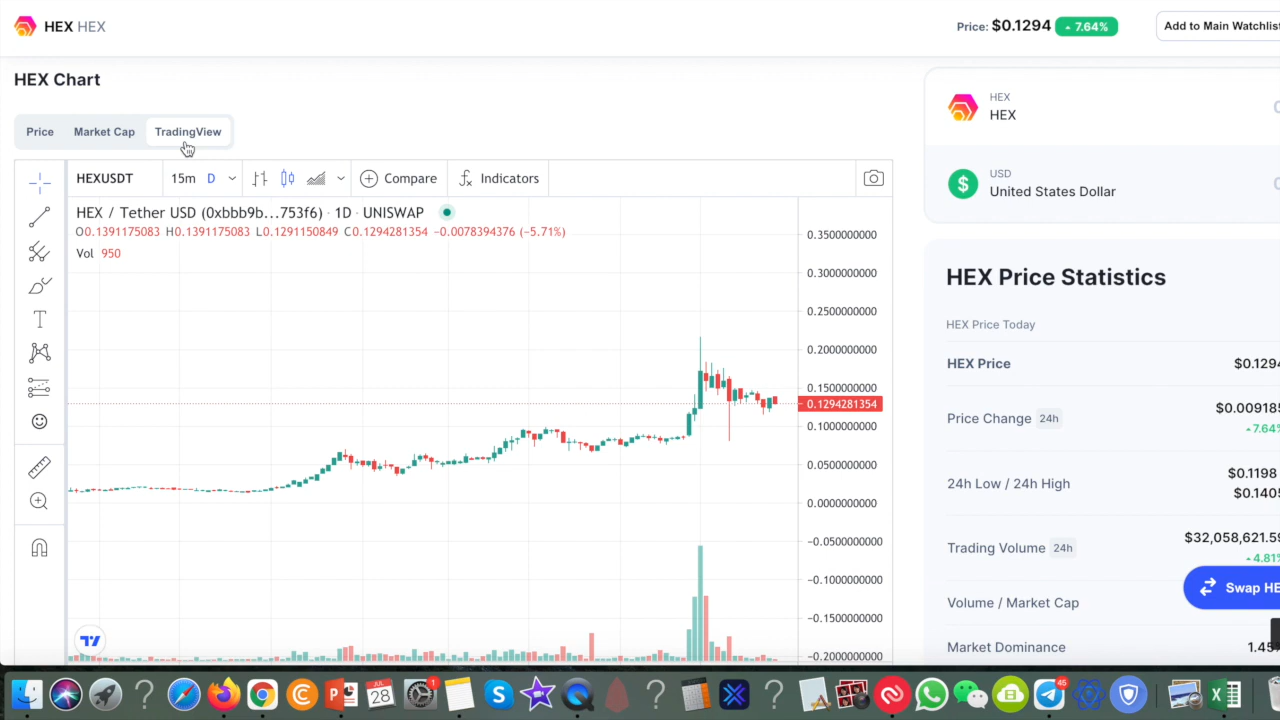 HEX HEX
Price: $0.1294 7.64%
Add to Main Watchlist
HEX Chart
Price Market Cap TradingView
HEX
HEX
USD
United States Dollar
HEXUSDT 15m D Compare Indicators
HEX / Tether USD (0xbbb9b...753f6) · 1D · UNISWAP
O0.1391175083 H0.1391175083 L0.1291150849 C0.1294281354 −0.0078394376 (−5.71%)
Vol 950
0.3500000000
0.3000000000
0.2500000000
0.2000000000
0.1500000000
0.1294281354
0.1000000000
0.0500000000
0.0000000000
−0.0500000000
−0.1000000000
−0.1500000000
−0.2000000000
HEX Price Statistics
HEX Price Today
HEX Price $0.1294
Price Change 24h $0.009185
7.64%
24h Low / 24h High $0.1198
$0.1405
Trading Volume 24h $32,058,621.59
4.81%
Swap HE
Volume / Market Cap
Market Dominance 1.45
JUL
28
1
45